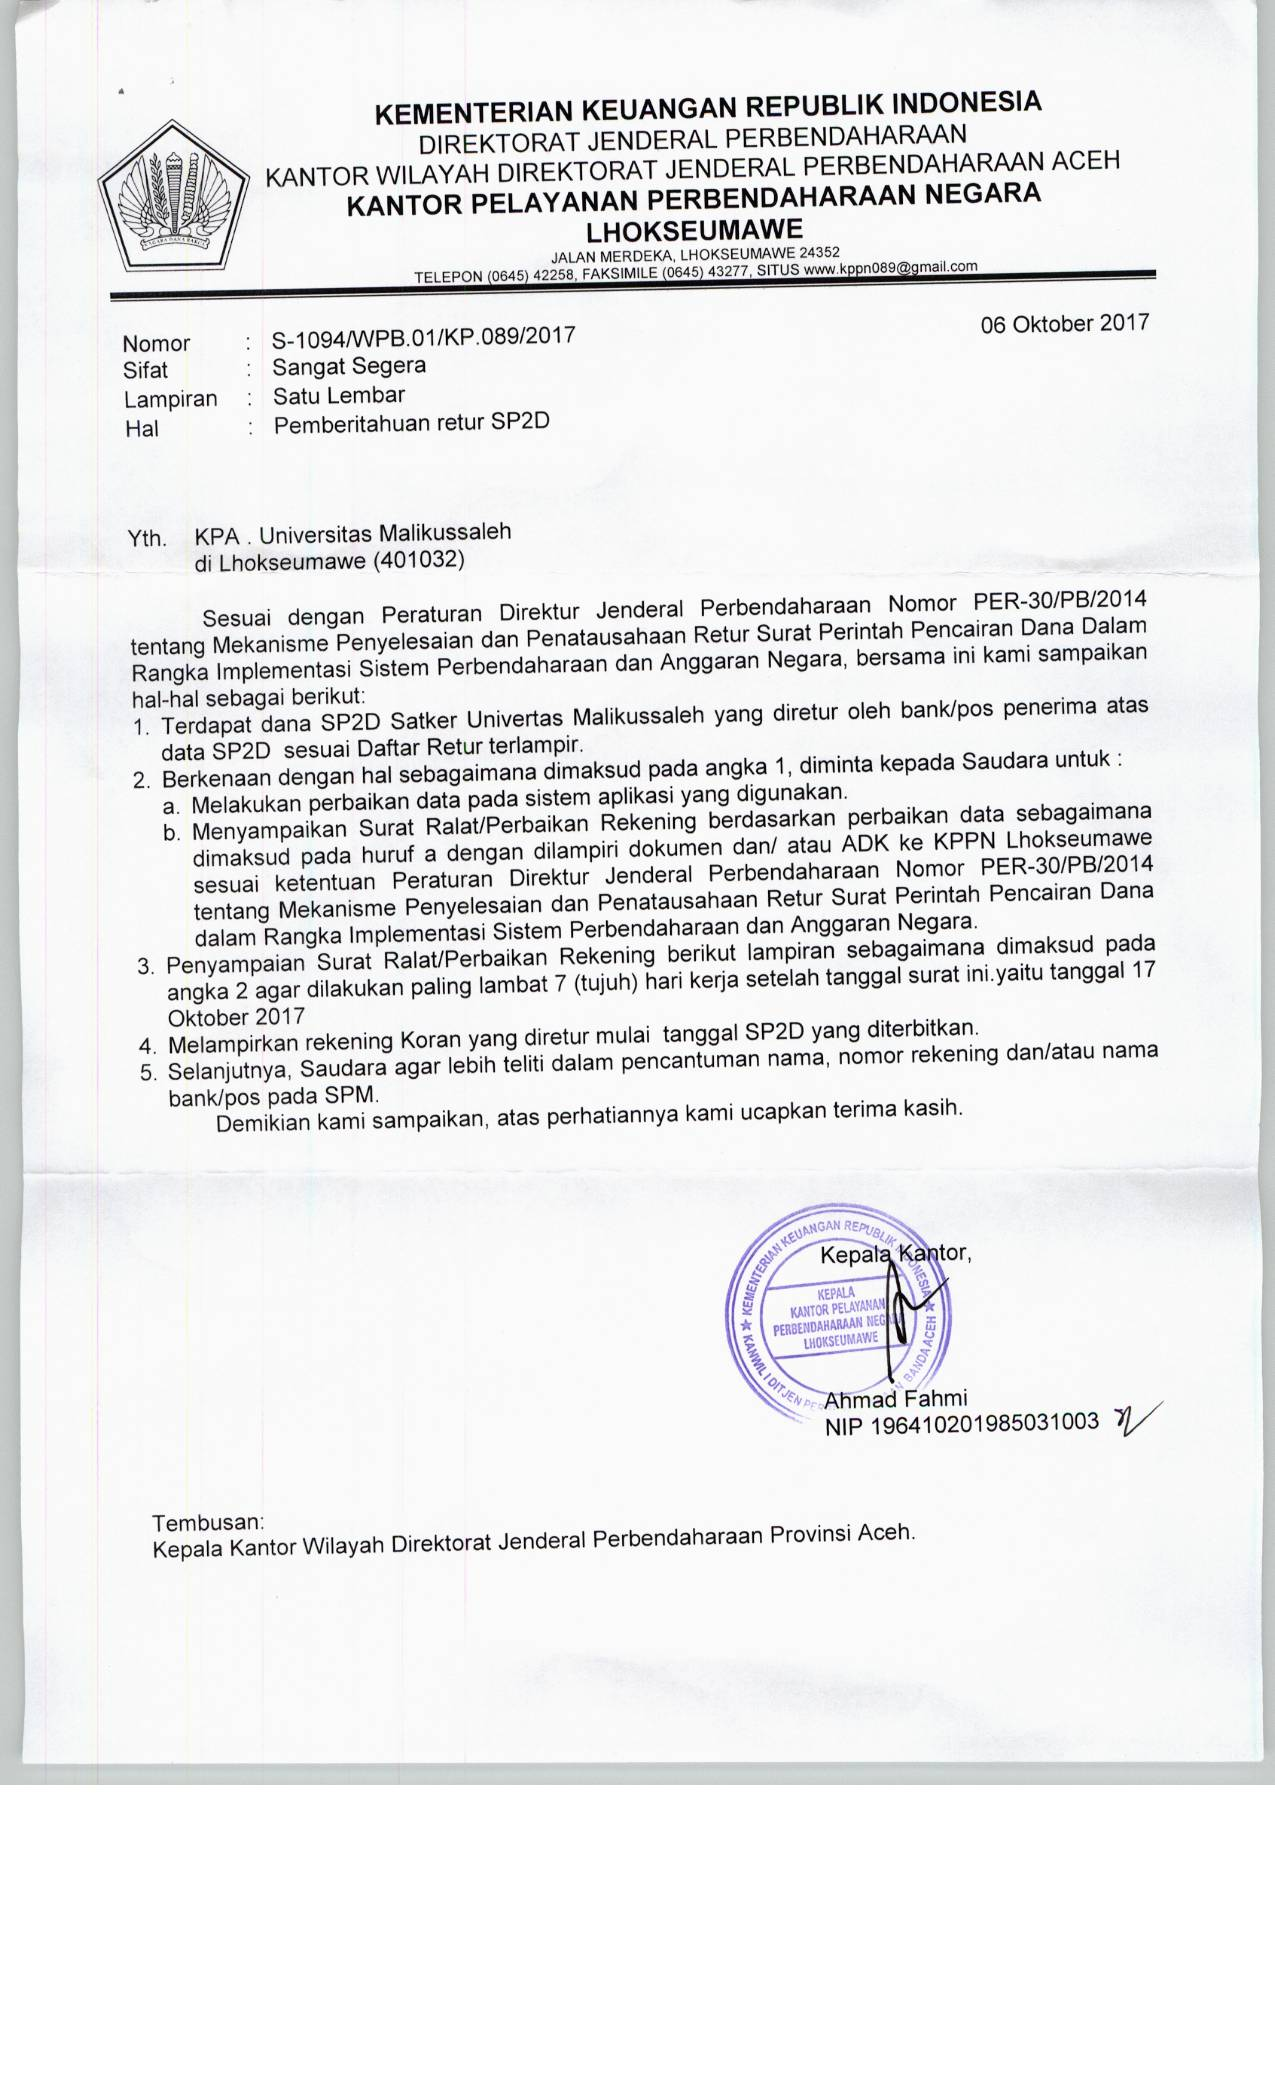 KEMENTERIAN KEUANGAN REPUBLIK INDONESIA
DIREKTORAT JENDERAL PERBENDAHARAAN
KANTOR WILAYAH DIREKTORAT JENDERAL PERBENDAHARAAN ACEH
KANTOR PELAYANAN PERBENDAHARAAN NEGARA
LHOKSEUMAWE
JALAN MERDEKA, LHOKSEUMAWE 24352
TELEPON (0645) 42258, FAKSIMILE (0645) 43277, SITUS www.kppn089@gmail.com
NAGARA DANA RAKCA
06 Oktober 2017
Nomor : S-1094/WPB.01/KP.089/2017
Sifat : Sangat Segera
Lampiran : Satu Lembar
Hal : Pemberitahuan retur SP2D
Yth. KPA . Universitas Malikussaleh
di Lhokseumawe (401032)
Sesuai dengan Peraturan Direktur Jenderal Perbendaharaan Nomor PER-30/PB/2014
tentang Mekanisme Penyelesaian dan Penatausahaan Retur Surat Perintah Pencairan Dana Dalam
Rangka Implementasi Sistem Perbendaharaan dan Anggaran Negara, bersama ini kami sampaikan
hal-hal sebagai berikut:
1. Terdapat dana SP2D Satker Univertas Malikussaleh yang diretur oleh bank/pos penerima atas
data SP2D sesuai Daftar Retur terlampir.
2. Berkenaan dengan hal sebagaimana dimaksud pada angka 1, diminta kepada Saudara untuk :
a. Melakukan perbaikan data pada sistem aplikasi yang digunakan.
b. Menyampaikan Surat Ralat/Perbaikan Rekening berdasarkan perbaikan data sebagaimana
dimaksud pada huruf a dengan dilampiri dokumen dan/ atau ADK ke KPPN Lhokseumawe
sesuai ketentuan Peraturan Direktur Jenderal Perbendaharaan Nomor PER-30/PB/2014
tentang Mekanisme Penyelesaian dan Penatausahaan Retur Surat Perintah Pencairan Dana
dalam Rangka Implementasi Sistem Perbendaharaan dan Anggaran Negara.
3. Penyampaian Surat Ralat/Perbaikan Rekening berikut lampiran sebagaimana dimaksud pada
angka 2 agar dilakukan paling lambat 7 (tujuh) hari kerja setelah tanggal surat ini.yaitu tanggal 17
Oktober 2017
4. Melampirkan rekening Koran yang diretur mulai tanggal SP2D yang diterbitkan.
5. Selanjutnya, Saudara agar lebih teliti dalam pencantuman nama, nomor rekening dan/atau nama
bank/pos pada SPM.
Demikian kami sampaikan, atas perhatiannya kami ucapkan terima kasih.
Kepala Kantor,
KEMENTERIAN KEUANGAN REPUBLIK INDONESIA
KEPALA
KANTOR PELAYANAN
PERBENDAHARAAN
LHOKSEUMAWE
KANWIL I DITJEN
BANDA ACEH
Ahmad Fahmi
NIP 196410201985031003
Tembusan:
Kepala Kantor Wilayah Direktorat Jenderal Perbendaharaan Provinsi Aceh.